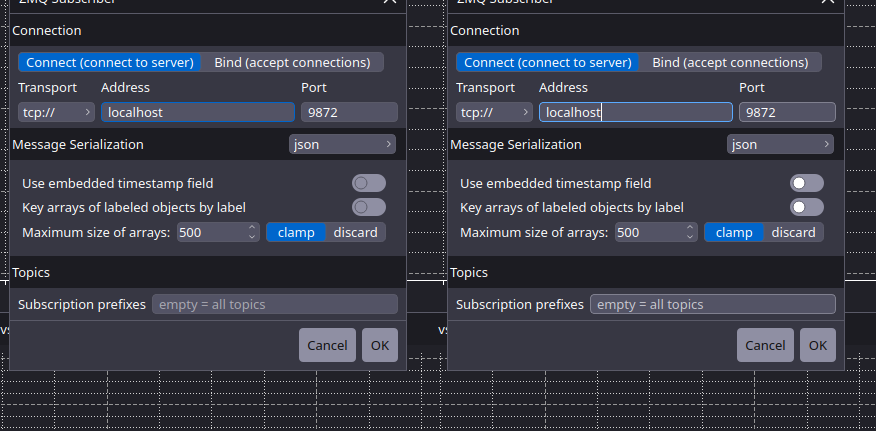 ZMQ Subscriber
Connection
Connect (connect to server) Bind (accept connections)
Transport Address Port
tcp:// localhost 9872
Message Serialization json
Use embedded timestamp field
Key arrays of labeled objects by label
Maximum size of arrays: 500 clamp discard
Topics
Subscription prefixes empty = all topics
Cancel OK
ZMQ Subscriber
Connection
Connect (connect to server) Bind (accept connections)
Transport Address Port
tcp:// localhost 9872
Message Serialization json
Use embedded timestamp field
Key arrays of labeled objects by label
Maximum size of arrays: 500 clamp discard
Topics
Subscription prefixes empty = all topics
Cancel OK